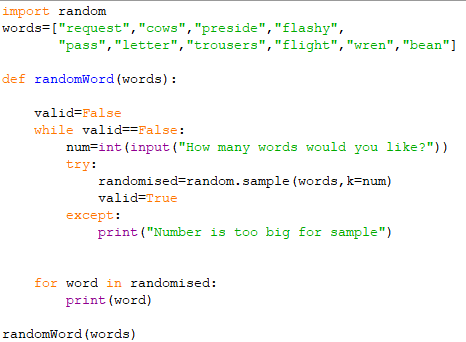 import random
words=["request","cows","preside","flashy",
       "pass","letter","trousers","flight","wren","bean"]
def randomWord(words):
    valid=False
    while valid==False:
        num=int(input("How many words would you like?"))
        try:
            randomised=random.sample(words,k=num)
            valid=True
        except:
            print("Number is too big for sample")
    for word in randomised:
        print(word)
randomWord(words)